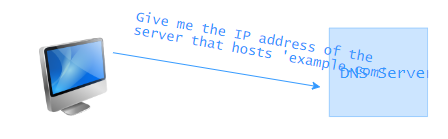 Give me the IP address of the
server that hosts 'example.com'
DNS Server